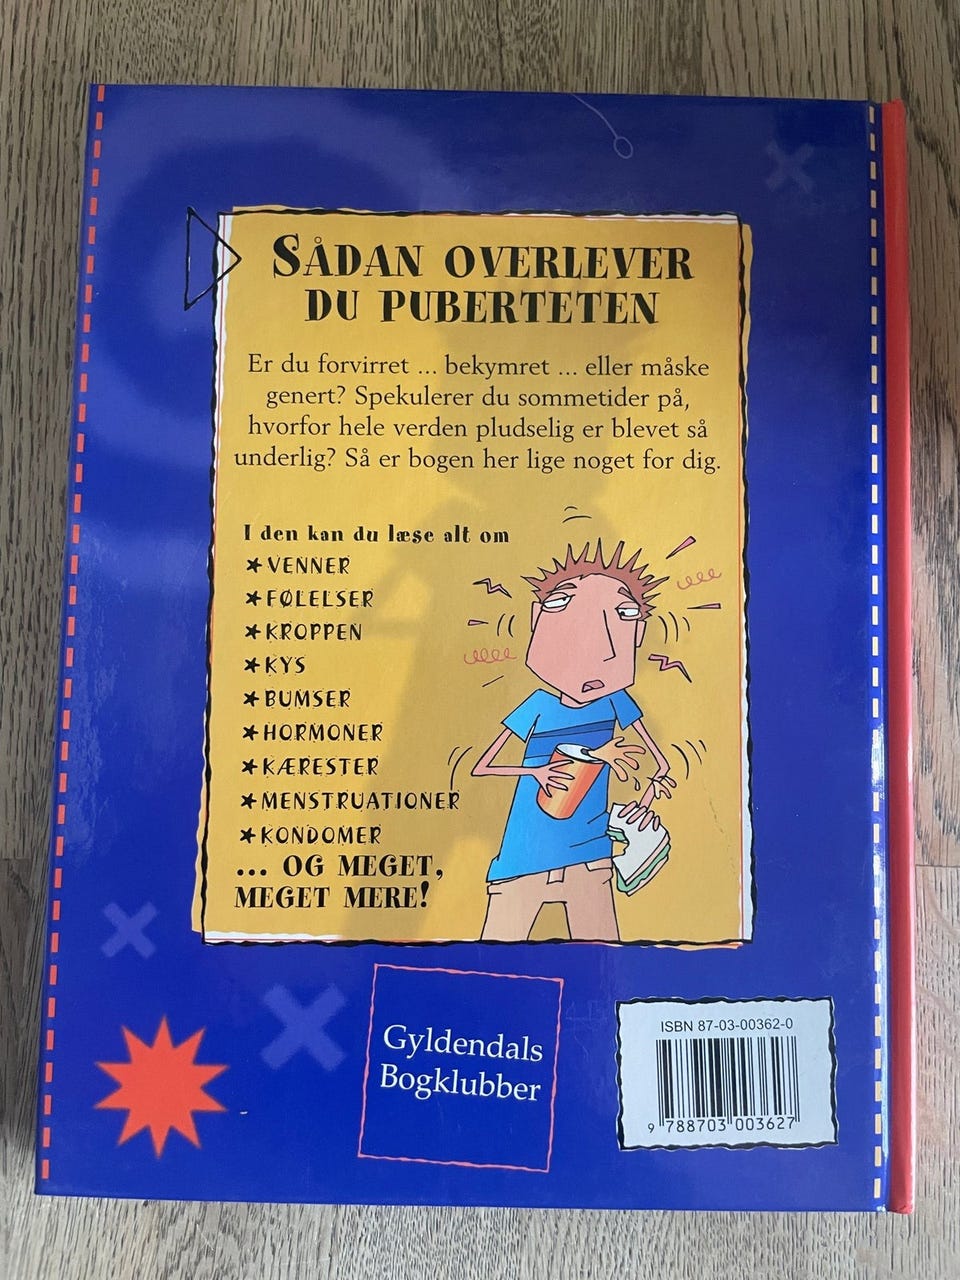 SÅDAN OVERLEVER
DU PUBERTETEN
Er du forvirret ... bekymret ... eller måske
genert? Spekulerer du sommetider på,
hvorfor hele verden pludselig er blevet så
underlig? Så er bogen her lige noget for dig.
I den kan du læse alt om
★VENNER
★FØLELSER
★KROPPEN
★KYS
★BUMSER
★HORMONER
★KÆRESTER
★MENSTRUATIONER
★KONDOMER
... OG MEGET,
MEGET MERE!
Gyldendals
Bogklubber
ISBN 87-03-00362-0
9 788703 003627